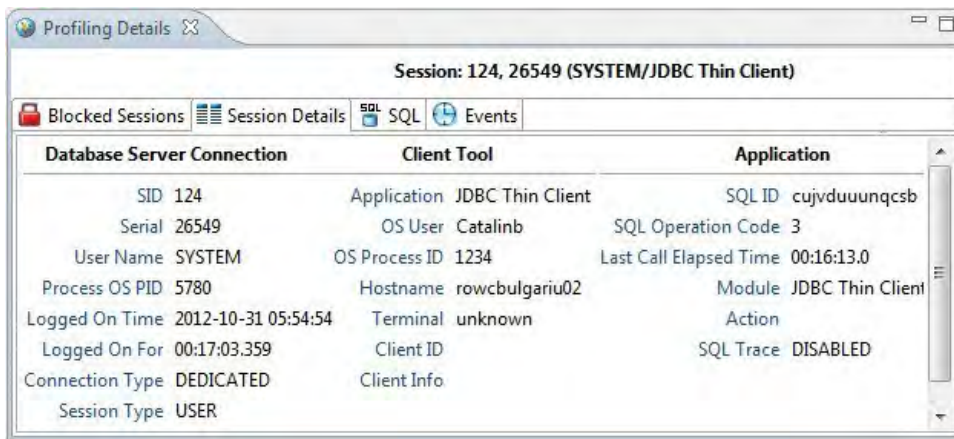 Profiling Details
Session: 124, 26549 (SYSTEM/JDBC Thin Client)
Blocked Sessions Session Details SQL SQL Events
Database Server Connection Client Tool Application
SID 124 Application JDBC Thin Client SQL ID cujvduuunqcsb
Serial 26549 OS User Catalinb SQL Operation Code 3
User Name SYSTEM OS Process ID 1234 Last Call Elapsed Time 00:16:13.0
Process OS PID 5780 Hostname rowcbulgariu02 Module JDBC Thin Client
Logged On Time 2012-10-31 05:54:54 Terminal unknown Action
Logged On For 00:17:03.359 Client ID SQL Trace DISABLED
Connection Type DEDICATED Client Info
Session Type USER